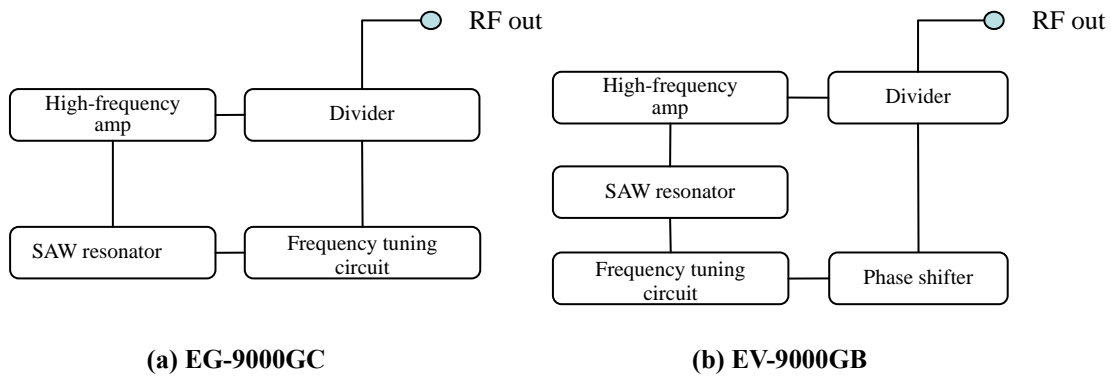 RF out
High-frequency
amp
Divider
SAW resonator
Frequency tuning
circuit
(a) EG-9000GC
RF out
High-frequency
amp
Divider
SAW resonator
Frequency tuning
circuit
Phase shifter
(b) EV-9000GB